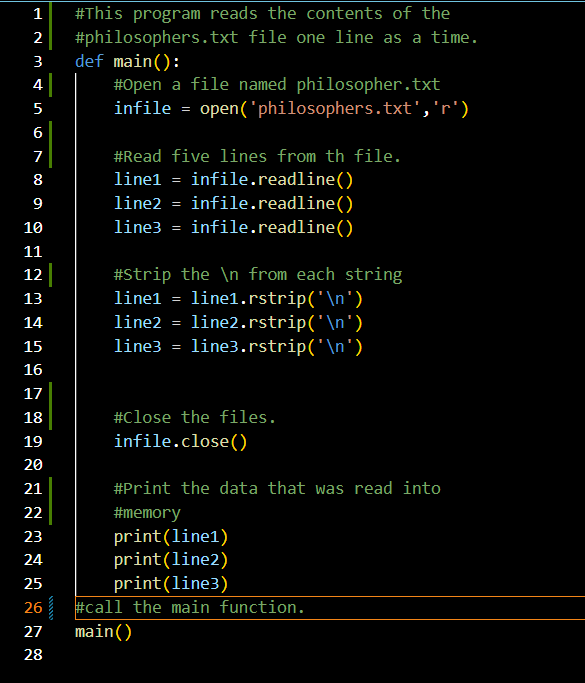 1 #This program reads the contents of the
2 #philosophers.txt file one line as a time.
3 def main():
4 #Open a file named philosopher.txt
5 infile = open('philosophers.txt','r')
6
7 #Read five lines from th file.
8 line1 = infile.readline()
9 line2 = infile.readline()
10 line3 = infile.readline()
11
12 #Strip the \n from each string
13 line1 = line1.rstrip('\n')
14 line2 = line2.rstrip('\n')
15 line3 = line3.rstrip('\n')
16
17
18 #Close the files.
19 infile.close()
20
21 #Print the data that was read into
22 #memory
23 print(line1)
24 print(line2)
25 print(line3)
26 #call the main function.
27 main()
28